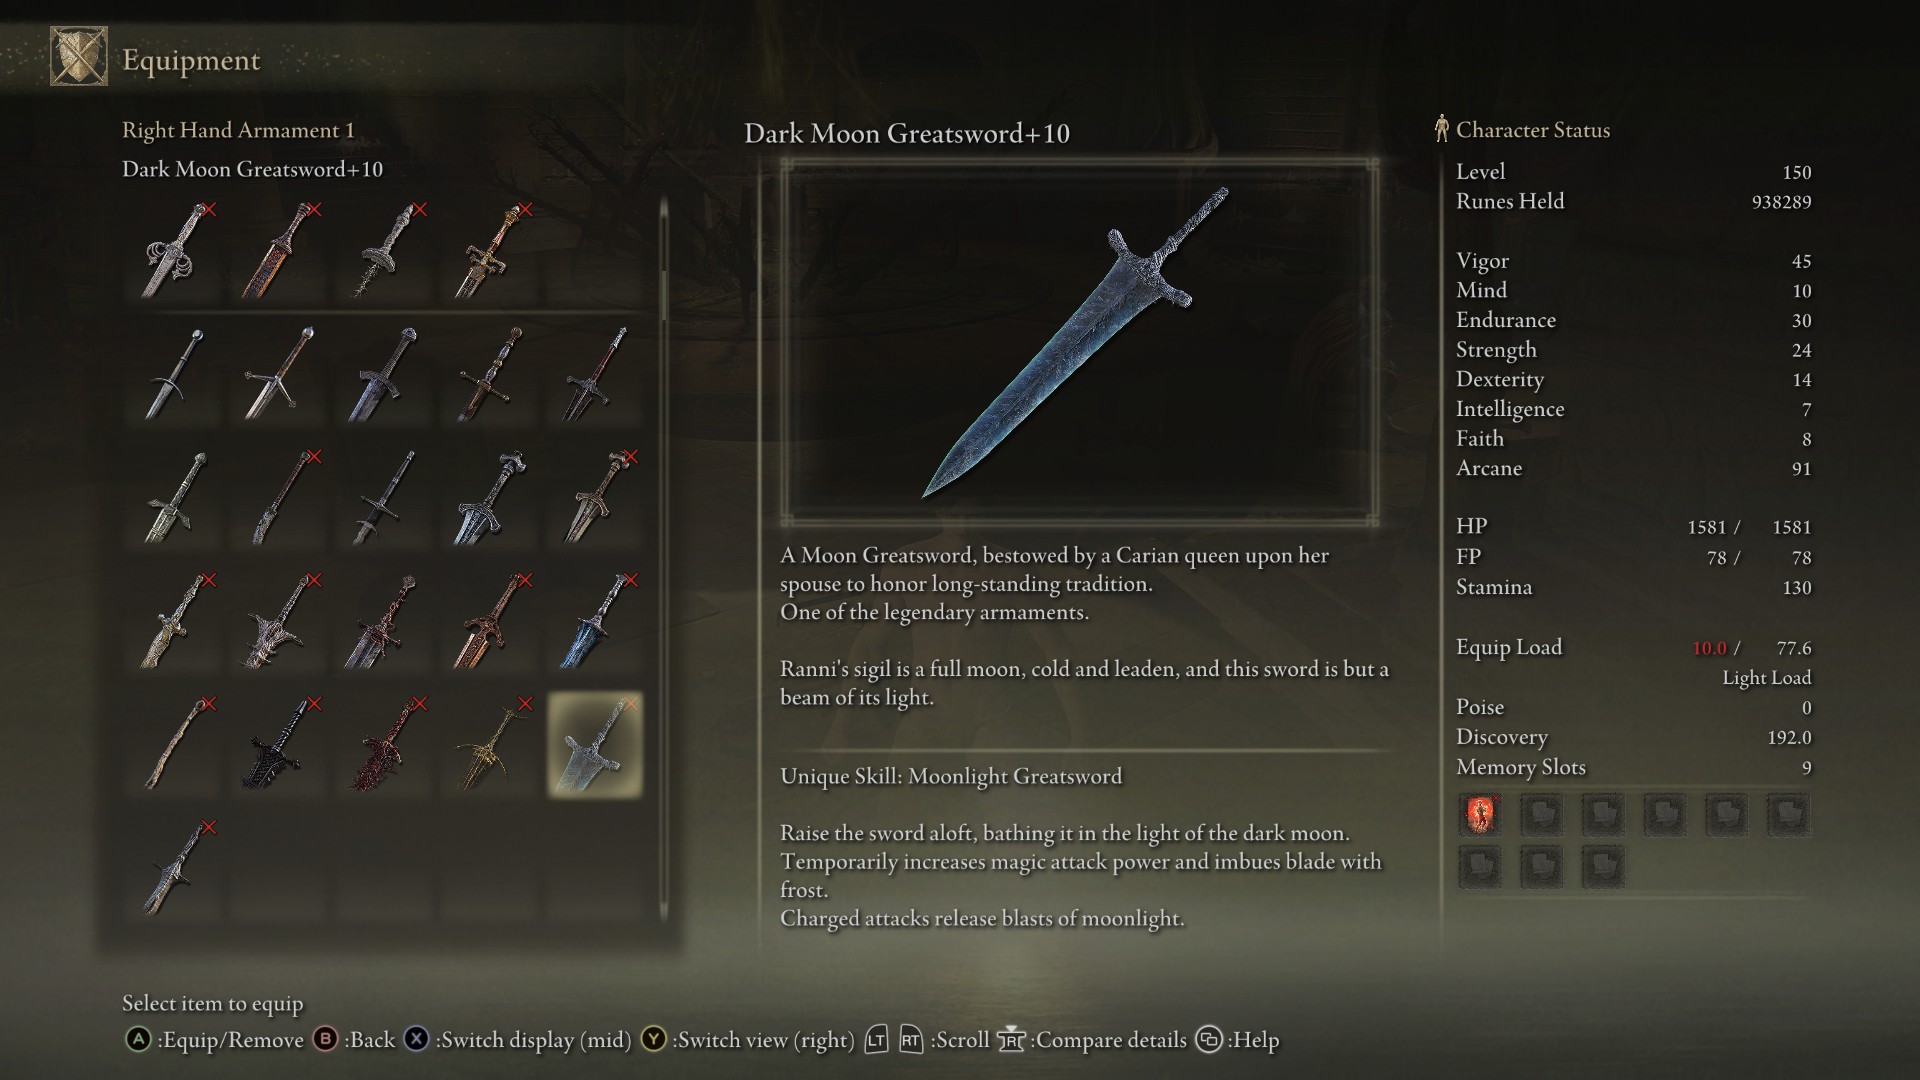 Equipment
Right Hand Armament 1
Dark Moon Greatsword+10
Dark Moon Greatsword+10
A Moon Greatsword, bestowed by a Carian queen upon her
spouse to honor long-standing tradition.
One of the legendary armaments.
Ranni's sigil is a full moon, cold and leaden, and this sword is but a
beam of its light.
Unique Skill: Moonlight Greatsword
Raise the sword aloft, bathing it in the light of the dark moon.
Temporarily increases magic attack power and imbues blade with
frost.
Charged attacks release blasts of moonlight.
Character Status
Level 150
Runes Held 938289
Vigor 45
Mind 10
Endurance 30
Strength 24
Dexterity 14
Intelligence 7
Faith 8
Arcane 91
HP 1581 / 1581
FP 78 / 78
Stamina 130
Equip Load 10.0 / 77.6
Light Load
Poise 0
Discovery 192.0
Memory Slots 9
Select item to equip
A :Equip/Remove B :Back X :Switch display (mid) Y :Switch view (right) LT RT :Scroll R :Compare details :Help